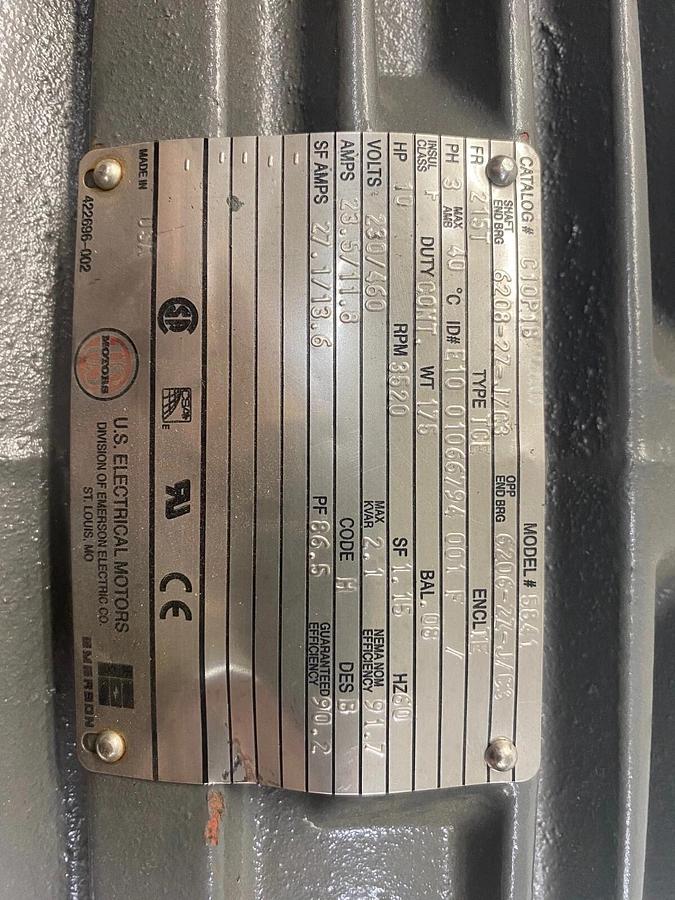 CATALOG # C10P1B MODEL # 5B41
SHAFT END BRG 6208-2Z-J/C3 OPP END BRG 6206-2Z-J/C3
FR 215T TYPE TCE ENCL TE
PH 3 MAX AMB 40 °C ID# E10 01066794 001 F /
INSUL CLASS F DUTY CONT. WT 175 BAL .08
HP 10 RPM 3520 SF 1.15 HZ 60
VOLTS 230/460 MAX KVAR 2.1 NEMA NOM EFFICIENCY 91.7
AMPS 23.5/11.8 CODE H DES B
SF AMPS 27.1/13.6 PF 86.5 GUARANTEED EFFICIENCY 90.2
MADE IN USA
422696-002
US
MOTORS
U.S. ELECTRICAL MOTORS
DIVISION OF EMERSON ELECTRIC CO.
ST. LOUIS, MO
EMERSON